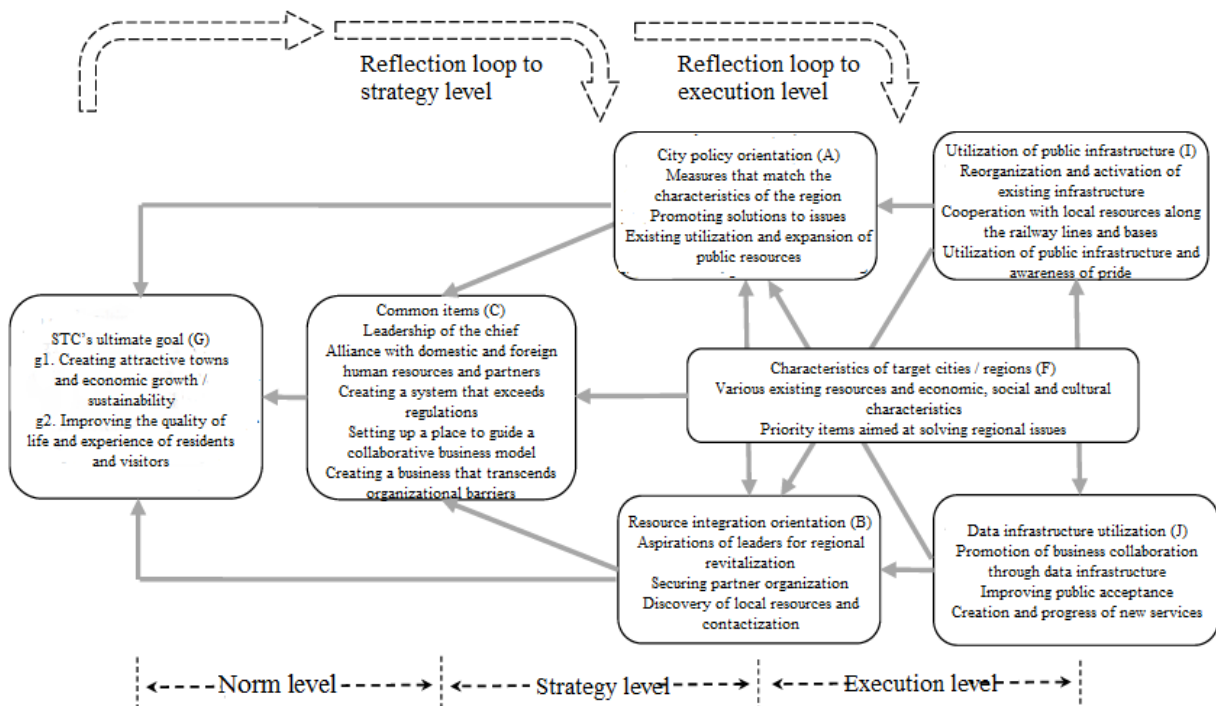 Reflection loop to
strategy level
Reflection loop to
execution level
City policy orientation (A)
Measures that match the
characteristics of the region
Promoting solutions to issues
Existing utilization and expansion of
public resources
Utilization of public infrastructure (I)
Reorganization and activation of
existing infrastructure
Cooperation with local resources along
the railway lines and bases
Utilization of public infrastructure and
awareness of pride
STC's ultimate goal (G)
g1. Creating attractive towns
and economic growth /
sustainability
g2. Improving the quality of
life and experience of residents
and visitors
Common items (C)
Leadership of the chief
Alliance with domestic and foreign
human resources and partners
Creating a system that exceeds
regulations
Setting up a place to guide a
collaborative business model
Creating a business that transcends
organizational barriers
Characteristics of target cities / regions (F)
Various existing resources and economic, social and cultural
characteristics
Priority items aimed at solving regional issues
Resource integration orientation (B)
Aspirations of leaders for regional
revitalization
Securing partner organization
Discovery of local resources and
contactization
Data infrastructure utilization (J)
Promotion of business collaboration
through data infrastructure
Improving public acceptance
Creation and progress of new services
Norm level
Strategy level
Execution level